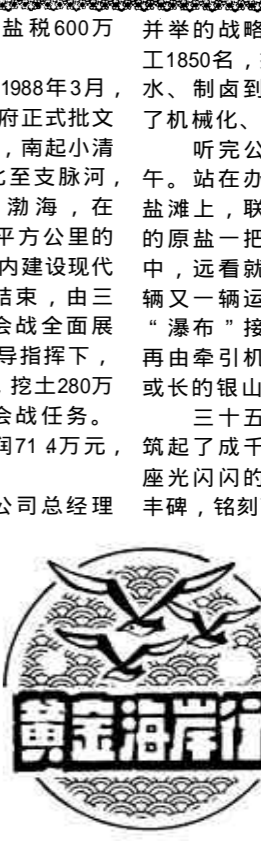 盐税600万
1988年3月，
府正式批文
，南起小清
北至支脉河，
渤海，在
平方公里的
内建设现代
结束，由三
会战全面展
导指挥下，
，挖土280万
会战任务。
润71 4万元，
公司总经理
并举的战略
工1850名，
水、制卤到
了机械化、
听完公
午。站在办
盐滩上，联
的原盐一把
中，远看就
辆又一辆运
“瀑布”接
再由牵引机
或长的银山
三十五
筑起了成千
座光闪闪的
丰碑，铭刻
黄金海岸行